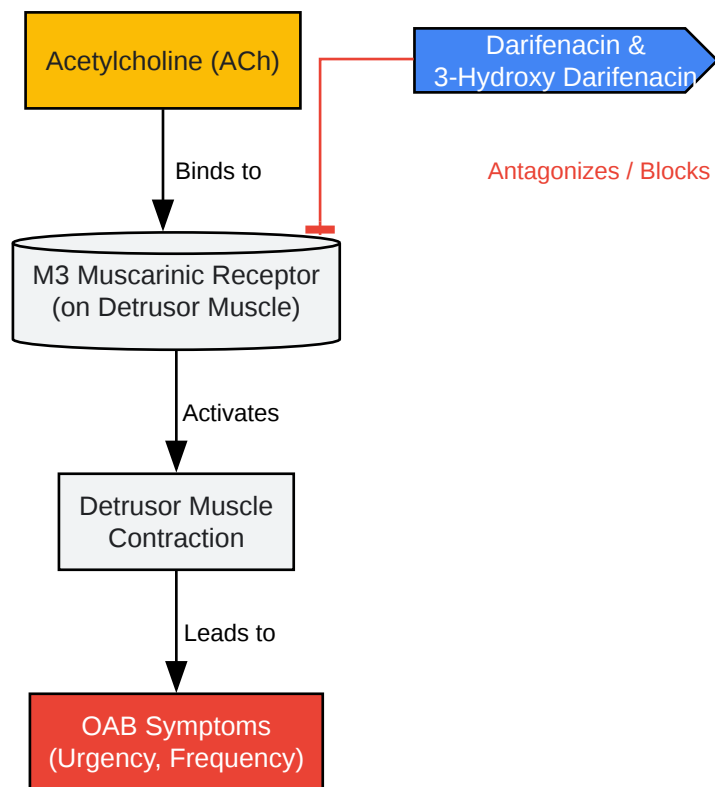 Acetylcholine (ACh)
Darifenacin &
3-Hydroxy Darifenacin
Binds to
Antagonizes / Blocks
M3 Muscarinic Receptor
(on Detrusor Muscle)
Activates
Detrusor Muscle
Contraction
Leads to
OAB Symptoms
(Urgency, Frequency)